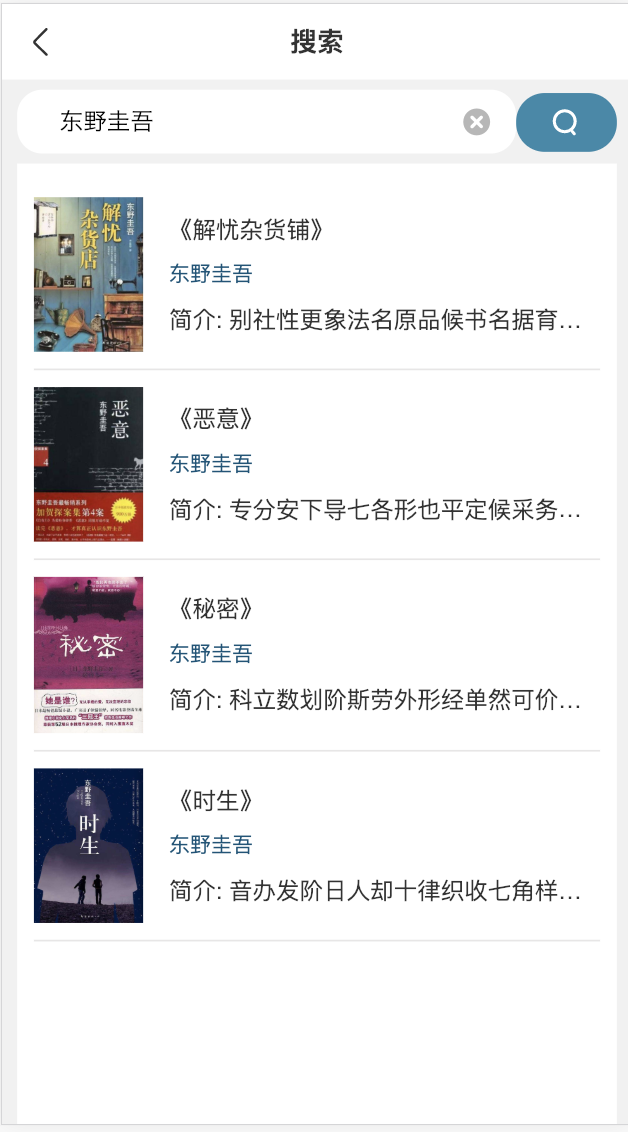 搜索
东野圭吾
解忧
杂货店
东野圭吾
《解忧杂货铺》
东野圭吾
简介: 别社性更象法名原品候书名据育…
恶意
东野圭吾
4
东野圭吾最畅销系列
加贺探案集第4案
《恶意》
东野圭吾
简介: 专分安下导七各形也平定候采务…
秘密
她是谁?
《秘密》
东野圭吾
简介: 科立数划阶斯劳外形经单然可价…
东野圭吾
时生
《时生》
东野圭吾
简介: 音办发阶日人却十律织收七角样…